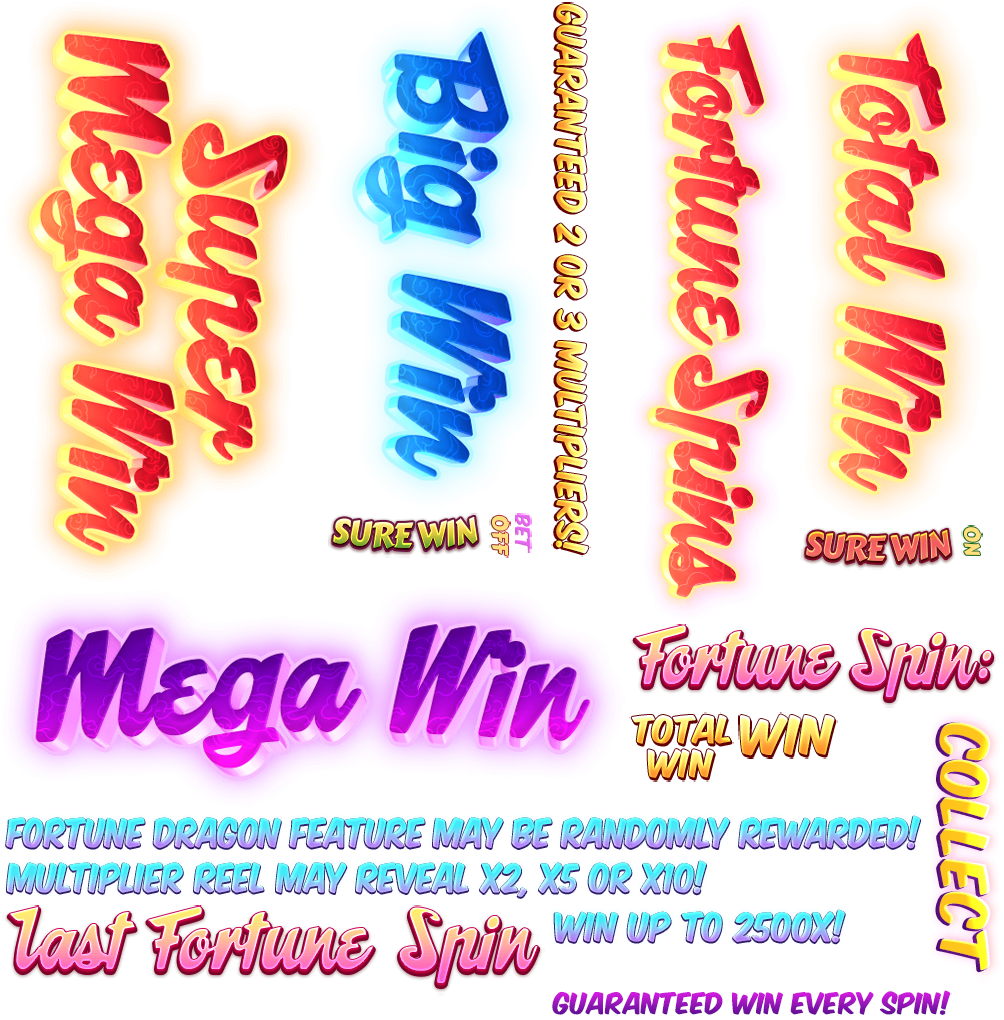 Super
Mega Win
Big Win
GUARANTEED 2 OR 3 MULTIPLIERS!
Fortune Spins
Total Win
SURE WIN
BET
OFF
SURE WIN
ON
Mega Win
Fortune Spin:
TOTAL
WIN
WIN
COLLECT
FORTUNE DRAGON FEATURE MAY BE RANDOMLY REWARDED!
MULTIPLIER REEL MAY REVEAL X2, X5 OR X10!
Last Fortune Spin
WIN UP TO 2500X!
GUARANTEED WIN EVERY SPIN!